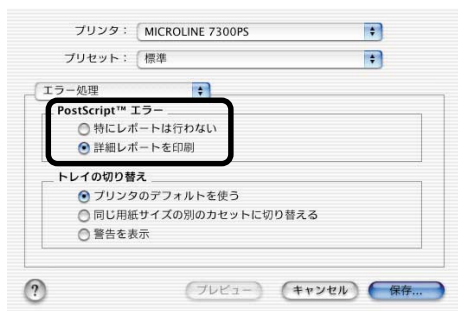 プリンタ： MICROLINE 7300PS
プリセット： 標準
エラー処理
PostScript™ エラー
特にレポートは行わない
詳細レポートを印刷
トレイの切り替え
プリンタのデフォルトを使う
同じ用紙サイズの別のカセットに切り替える
警告を表示
? プレビュー キャンセル 保存...